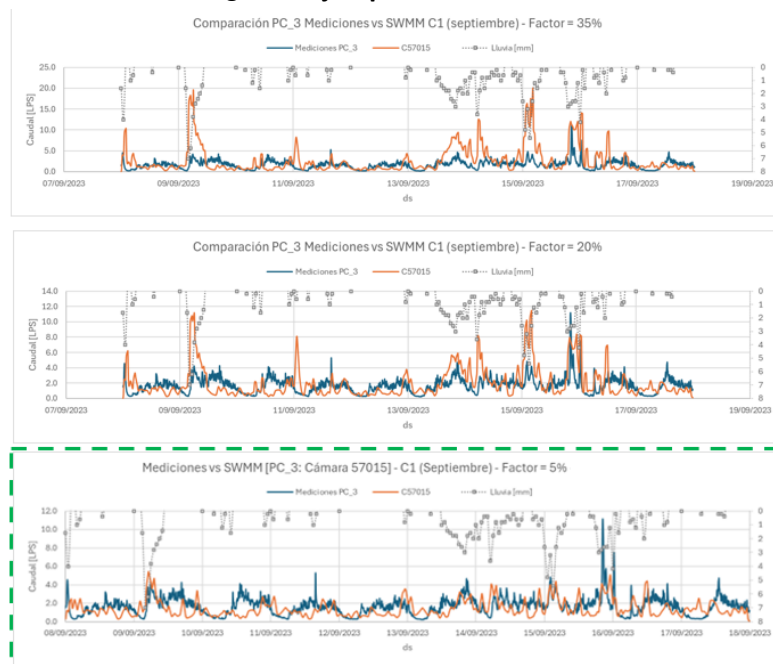 Comparación PC_3 Mediciones vs SWMM C1 (septiembre) - Factor = 35%
Mediciones PC_3 C57015 Lluvia [mm]
25.0 0
20.0 1
15.0 2
10.0 3
5.0 4
0.0 5
6
7
8
Caudal [LPS]
07/09/2023 09/09/2023 11/09/2023 13/09/2023 15/09/2023 17/09/2023 19/09/2023
ds
Comparación PC_3 Mediciones vs SWMM C1 (septiembre) - Factor = 20%
Mediciones PC_3 C57015 Lluvia [mm]
14.0 0
12.0 1
10.0 2
8.0 3
6.0 4
4.0 5
2.0 6
0.0 7
8
Caudal [LPS]
07/09/2023 09/09/2023 11/09/2023 13/09/2023 15/09/2023 17/09/2023 19/09/2023
ds
Mediciones vs SWMM [PC_3: Cámara 57015] - C1 (Septiembre) - Factor = 5%
Mediciones PC_3 C57015 Lluvia [mm]
12.0 0
10.0 1
8.0 2
6.0 3
4.0 4
2.0 5
0.0 6
7
8
Caudal [LPS]
08/09/2023 09/09/2023 10/09/2023 11/09/2023 12/09/2023 13/09/2023 14/09/2023 15/09/2023 16/09/2023 17/09/2023 18/09/2023
ds